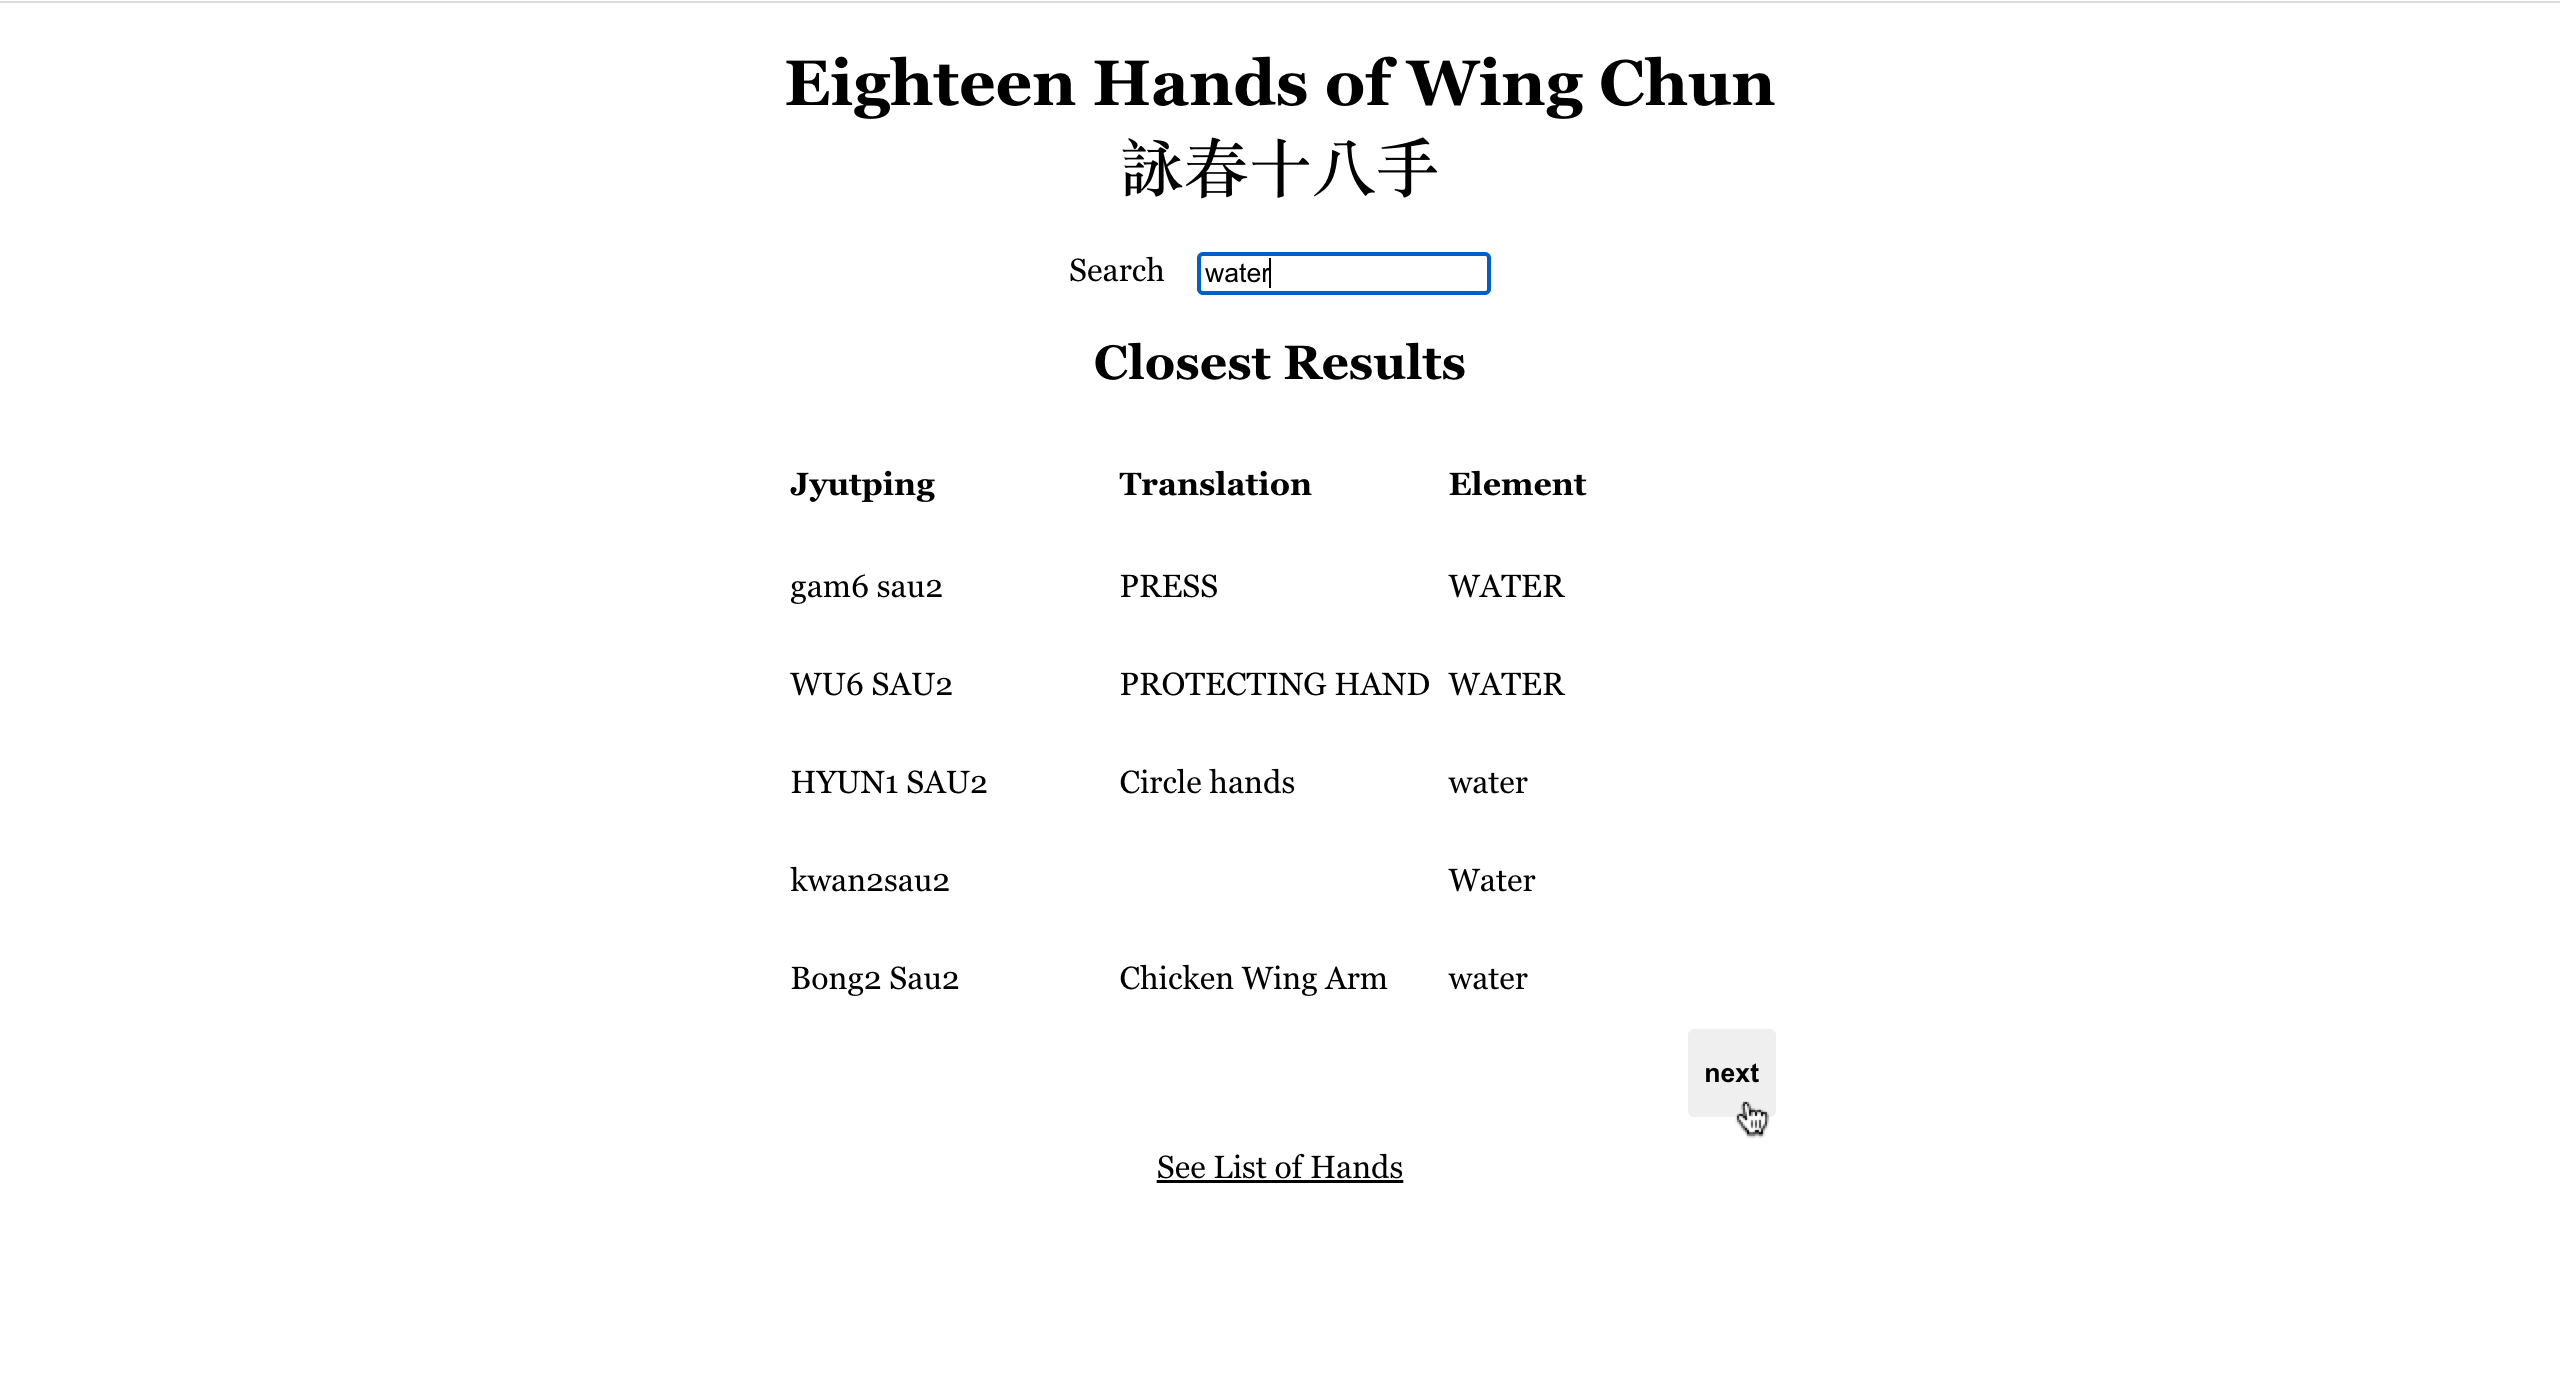 Eighteen Hands of Wing Chun
詠春十八手
Search water
Closest Results
Jyutping Translation Element
gam6 sau2 PRESS WATER
WU6 SAU2 PROTECTING HAND WATER
HYUN1 SAU2 Circle hands water
kwan2sau2 Water
Bong2 Sau2 Chicken Wing Arm water
next
See List of Hands